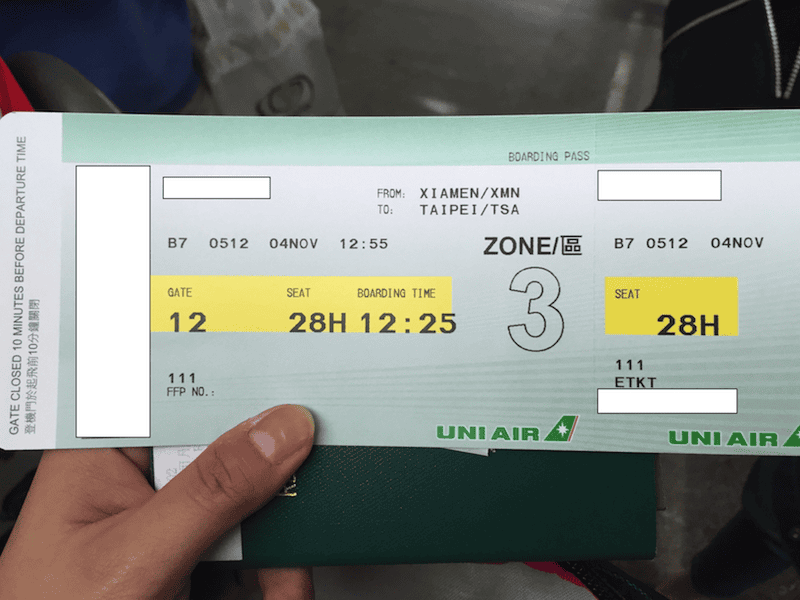 GATE CLOSED 10 MINUTES BEFORE DEPARTURE TIME
登機門於起飛前10分鐘關閉
BOARDING PASS
FROM: XIAMEN/XMN
TO: TAIPEI/TSA
B7 0512 04NOV 12:55
ZONE/區
3
GATE SEAT BOARDING TIME
12 28H 12:25
111
FFP NO.:
UNI AIR
B7 0512 04NOV
SEAT
28H
111
ETKT
UNI AIR